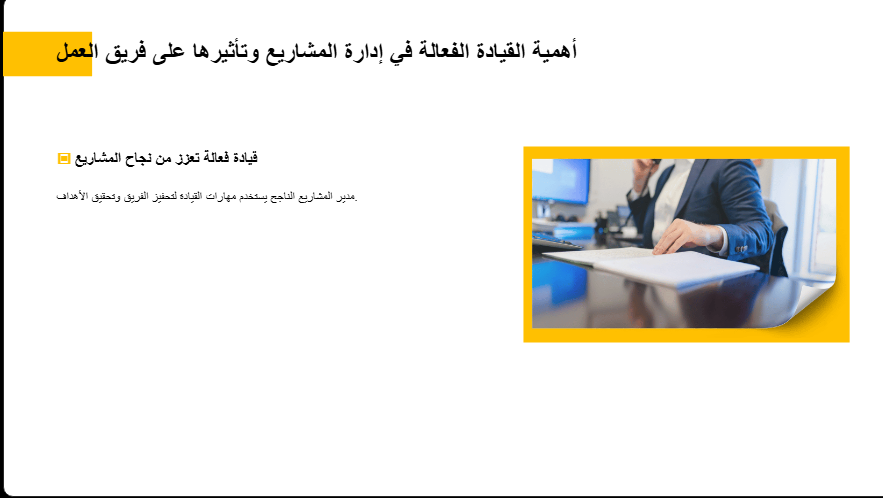 أهمية القيادة الفعالة في إدارة المشاريع وتأثيرها على فريق العمل
قيادة فعالة تعزز من نجاح المشاريع
مدير المشاريع الناجح يستخدم مهارات القيادة لتحفيز الفريق وتحقيق الأهداف.